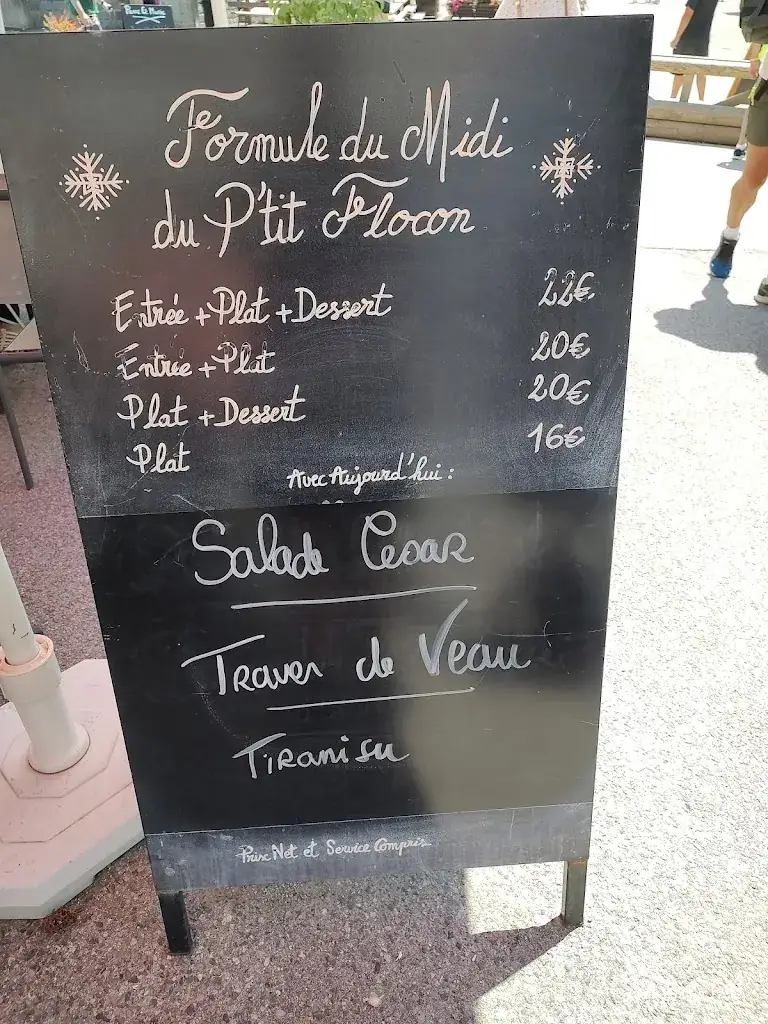 Formule du Midi
du P'tit Flocon
Entrée + Plat + Dessert 22€
Entrée + Plat 20€
Plat + Dessert 20€
Plat 16€
Avec Aujourd'hui :
Salade Cesar
Traver de Veau
Tiramisu
Prix Net et Service Compris